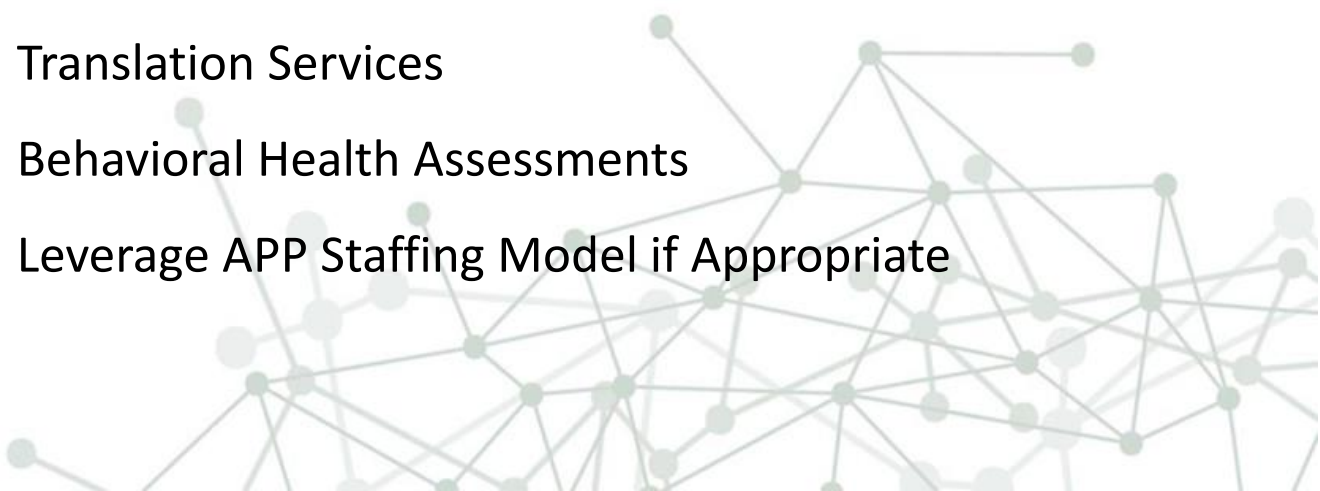 Translation Services
Behavioral Health Assessments
Leverage APP Staffing Model if Appropriate